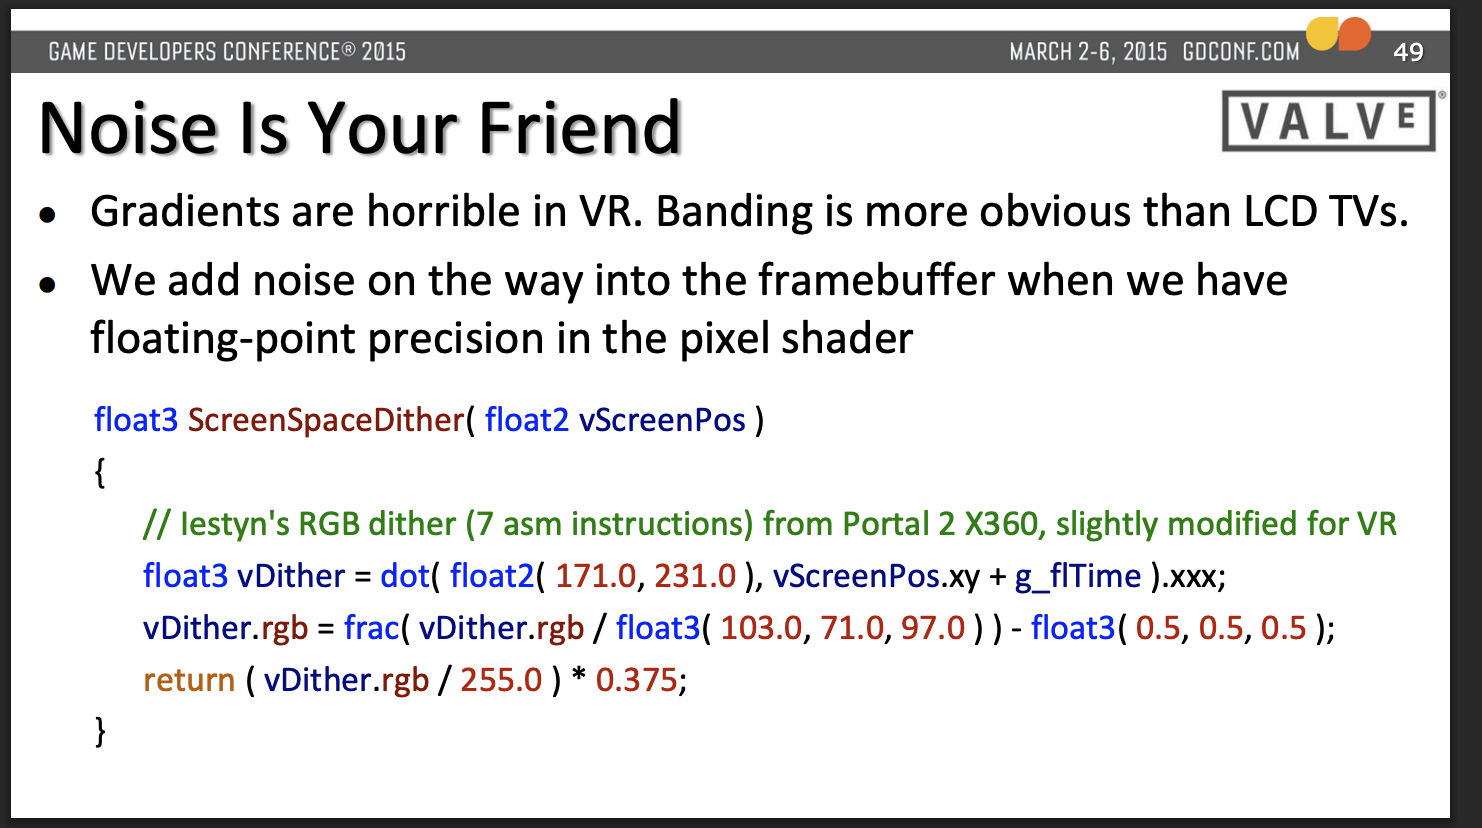 GAME DEVELOPERS CONFERENCE® 2015
MARCH 2-6, 2015 GDCONF.COM
49
Noise Is Your Friend
VALVE®
• Gradients are horrible in VR. Banding is more obvious than LCD TVs.
• We add noise on the way into the framebuffer when we have
floating-point precision in the pixel shader
float3 ScreenSpaceDither( float2 vScreenPos )
{
// Iestyn's RGB dither (7 asm instructions) from Portal 2 X360, slightly modified for VR
float3 vDither = dot( float2( 171.0, 231.0 ), vScreenPos.xy + g_flTime ).xxx;
vDither.rgb = frac( vDither.rgb / float3( 103.0, 71.0, 97.0 ) ) - float3( 0.5, 0.5, 0.5 );
return ( vDither.rgb / 255.0 ) * 0.375;
}